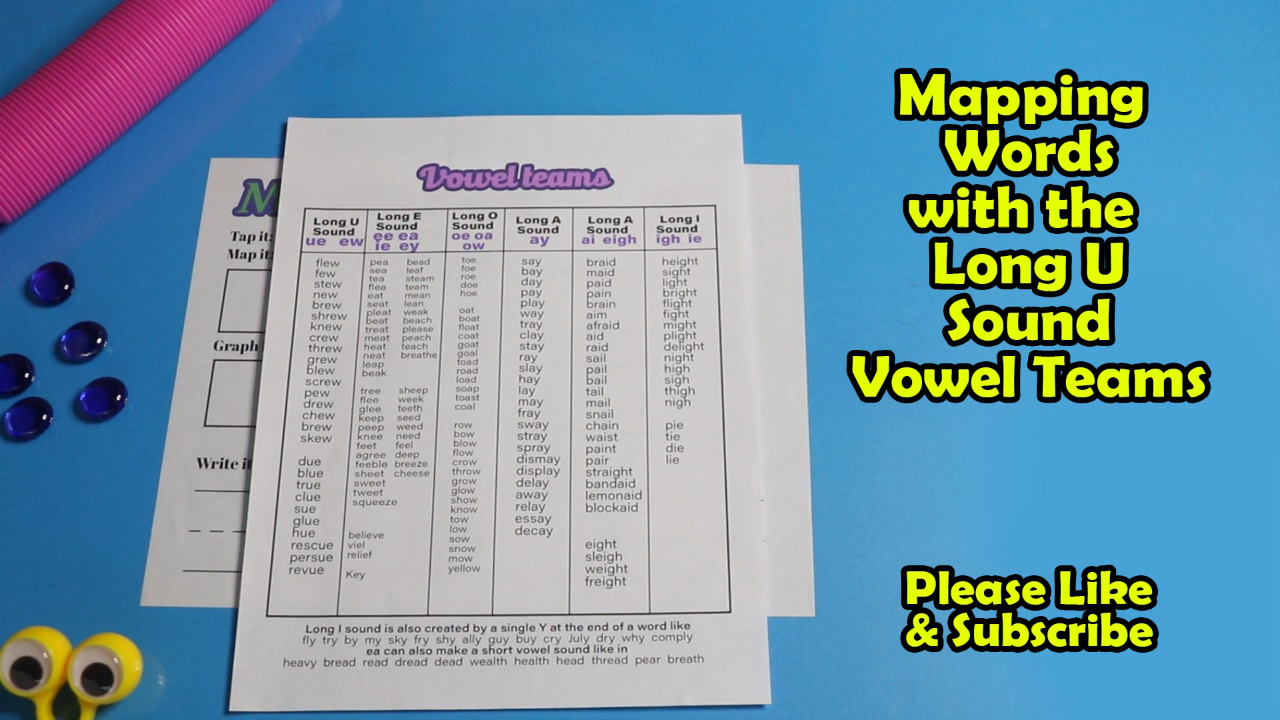 Mapping
Words
with the
Long U
Sound
Vowel Teams
Please Like
& Subscribe
M
Tap it:
Map it:
Graph
Write it
Vowel teams
Long U
Sound
ue ew
flew
few
stew
new
brew
shrew
knew
crew
threw
grew
blew
screw
pew
drew
chew
brew
skew
due
blue
true
clue
sue
glue
hue
rescue
persue
revue
Long E
Sound
ee ea
ie ey
pea bead
sea leaf
tea steam
flea team
eat mean
seat lean
pleat weak
beat beach
treat please
meat peach
heat teach
neat breathe
leap
beak
tree sheep
flee week
glee teeth
keep seed
peep weed
knee need
feet feel
agree deep
feeble breeze
sheet cheese
sweet
tweet
squeeze
believe
viel
relief
Key
Long O
Sound
oe oa
ow
toe
foe
roe
doe
hoe
oat
boat
float
coat
goat
goal
toad
road
load
soap
toast
coal
row
bow
blow
flow
crow
throw
grow
glow
show
know
tow
low
sow
snow
mow
yellow
Long A
Sound
ay
say
bay
day
pay
play
way
tray
clay
stay
ray
slay
hay
lay
may
fray
sway
stray
spray
dismay
display
delay
away
relay
essay
decay
Long A
Sound
ai eigh
braid
maid
paid
pain
brain
aim
afraid
aid
raid
sail
pail
bail
tail
mail
snail
chain
waist
paint
pair
straight
bandaid
lemonaid
blockaid
eight
sleigh
weight
freight
Long I
Sound
igh ie
height
sight
light
bright
flight
fight
might
plight
delight
night
high
sigh
thigh
nigh
pie
tie
die
lie
Long I sound is also created by a single Y at the end of a word like
fly try by my sky fry shy ally guy buy cry July dry why comply
ea can also make a short vowel sound like in
heavy bread read dread dead wealth health head thread pear breath